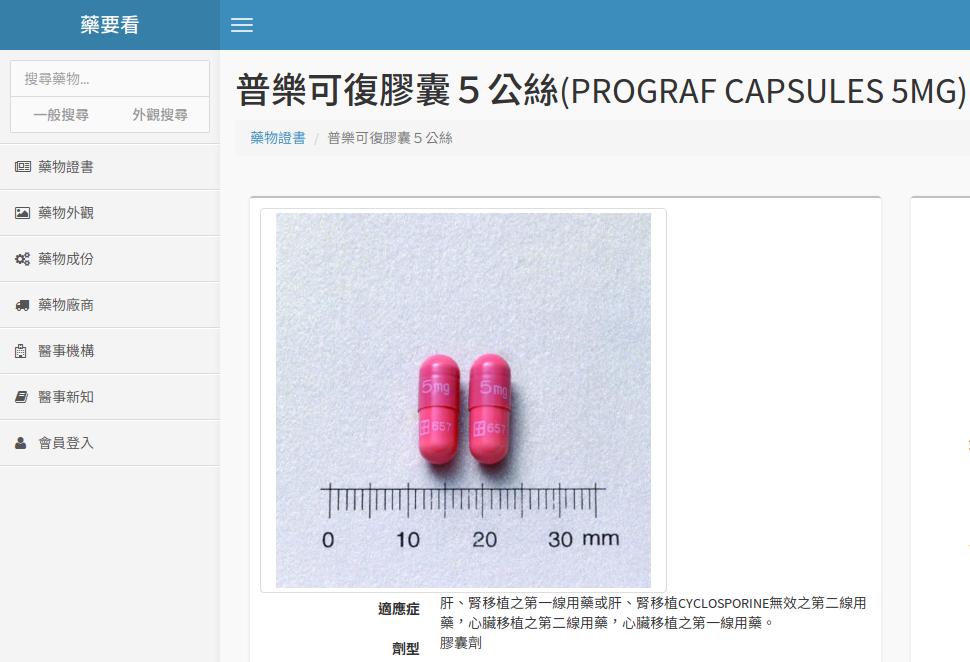 藥要看
搜尋藥物...
一般搜尋 外觀搜尋
藥物證書
藥物外觀
藥物成份
藥物廠商
醫事機構
醫事新知
會員登入
普樂可復膠囊５公絲(PROGRAF CAPSULES 5MG)
藥物證書 / 普樂可復膠囊５公絲
5mg 5mg
657 657
0 10 20 30 mm
適應症 肝、腎移植之第一線用藥或肝、腎移植CYCLOSPORINE無效之第二線用
藥，心臟移植之第二線用藥，心臟移植之第一線用藥。
劑型 膠囊劑